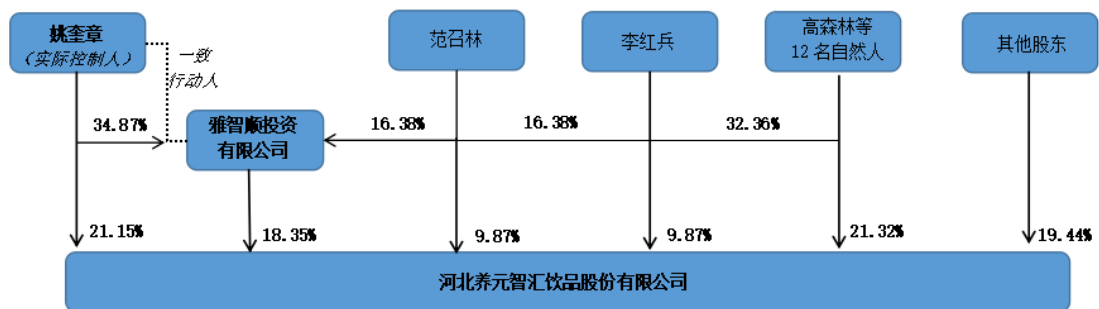 姚奎章
（实际控制人）
一致
行动人
范召林
李红兵
高森林等
12 名自然人
其他股东
34.87%
雅智顺投资
有限公司
16.38%
16.38%
32.36%
21.15%
18.35%
9.87%
9.87%
21.32%
19.44%
河北养元智汇饮品股份有限公司